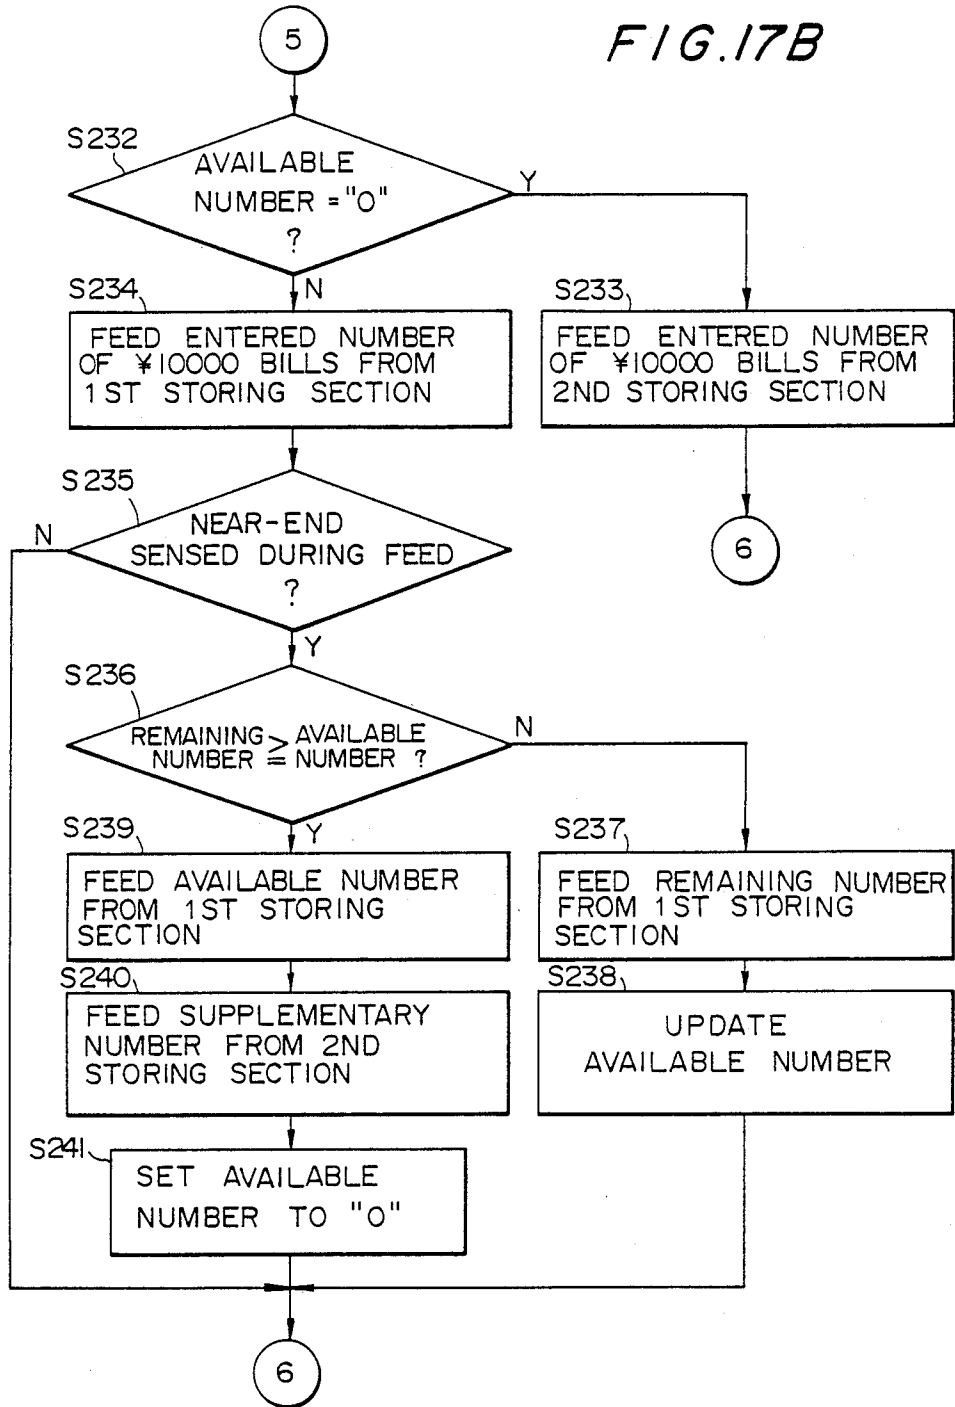 FIG.17B
5
S232
AVAILABLE
NUMBER = "0"
?
Y
N
S234
FEED ENTERED NUMBER
OF ¥10000 BILLS FROM
1ST STORING SECTION
S233
FEED ENTERED NUMBER
OF ¥10000 BILLS FROM
2ND STORING SECTION
6
S235
NEAR-END
SENSED DURING FEED
?
N
Y
S236
REMAINING NUMBER ≧ AVAILABLE NUMBER ?
N
Y
S239
FEED AVAILABLE NUMBER
FROM 1ST STORING
SECTION
S237
FEED REMAINING NUMBER
FROM 1ST STORING
SECTION
S240
FEED SUPPLEMENTARY
NUMBER FROM 2ND
STORING SECTION
S238
UPDATE
AVAILABLE NUMBER
S241
SET AVAILABLE
NUMBER TO "0"
6